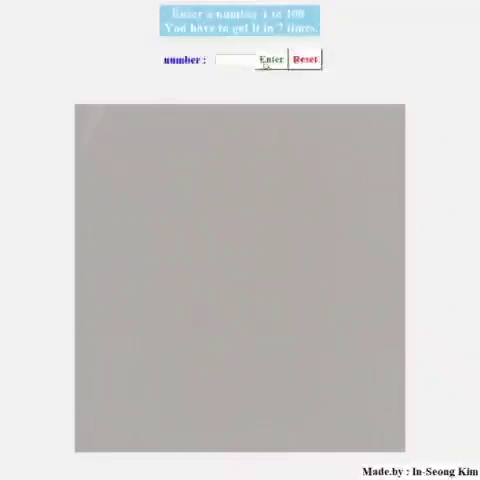 Enter a number 1 to 100
You have to get it in 7 times.
number :
Enter
Reset
Made.by : In-Seong Kim